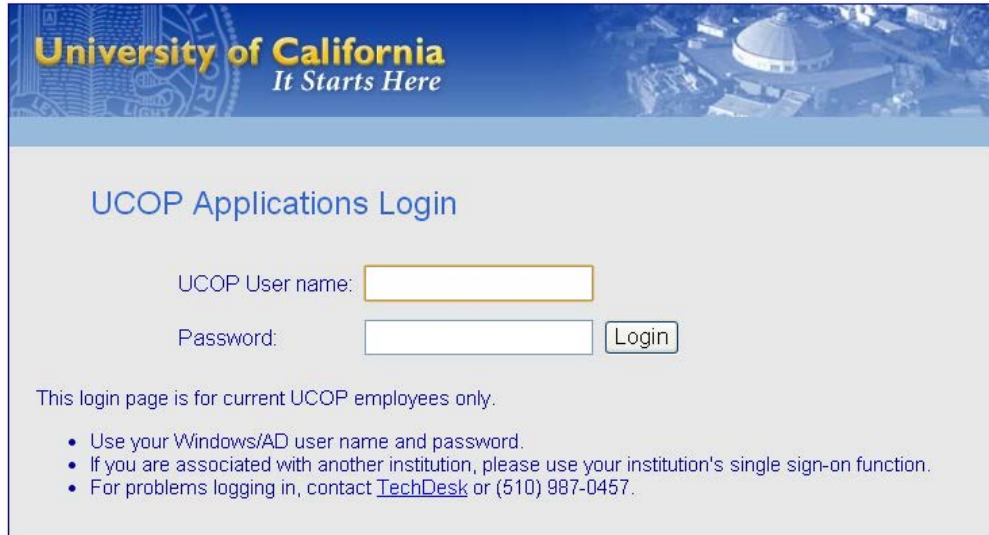 University of California
It Starts Here
UCOP Applications Login
UCOP User name:
Password:
Login
This login page is for current UCOP employees only.
• Use your Windows/AD user name and password.
• If you are associated with another institution, please use your institution's single sign-on function.
• For problems logging in, contact TechDesk or (510) 987-0457.